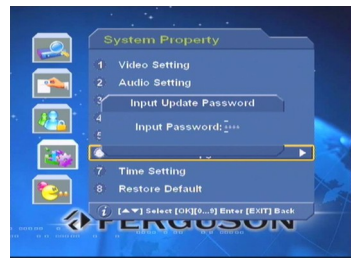 System Property
1 Video Setting
2 Audio Setting
3
Input Update Password
4
Input Password: ****
7 Time Setting
8 Restore Default
i [▲▼] Select [OK][0...9] Enter [EXIT] Back
FERGUSON